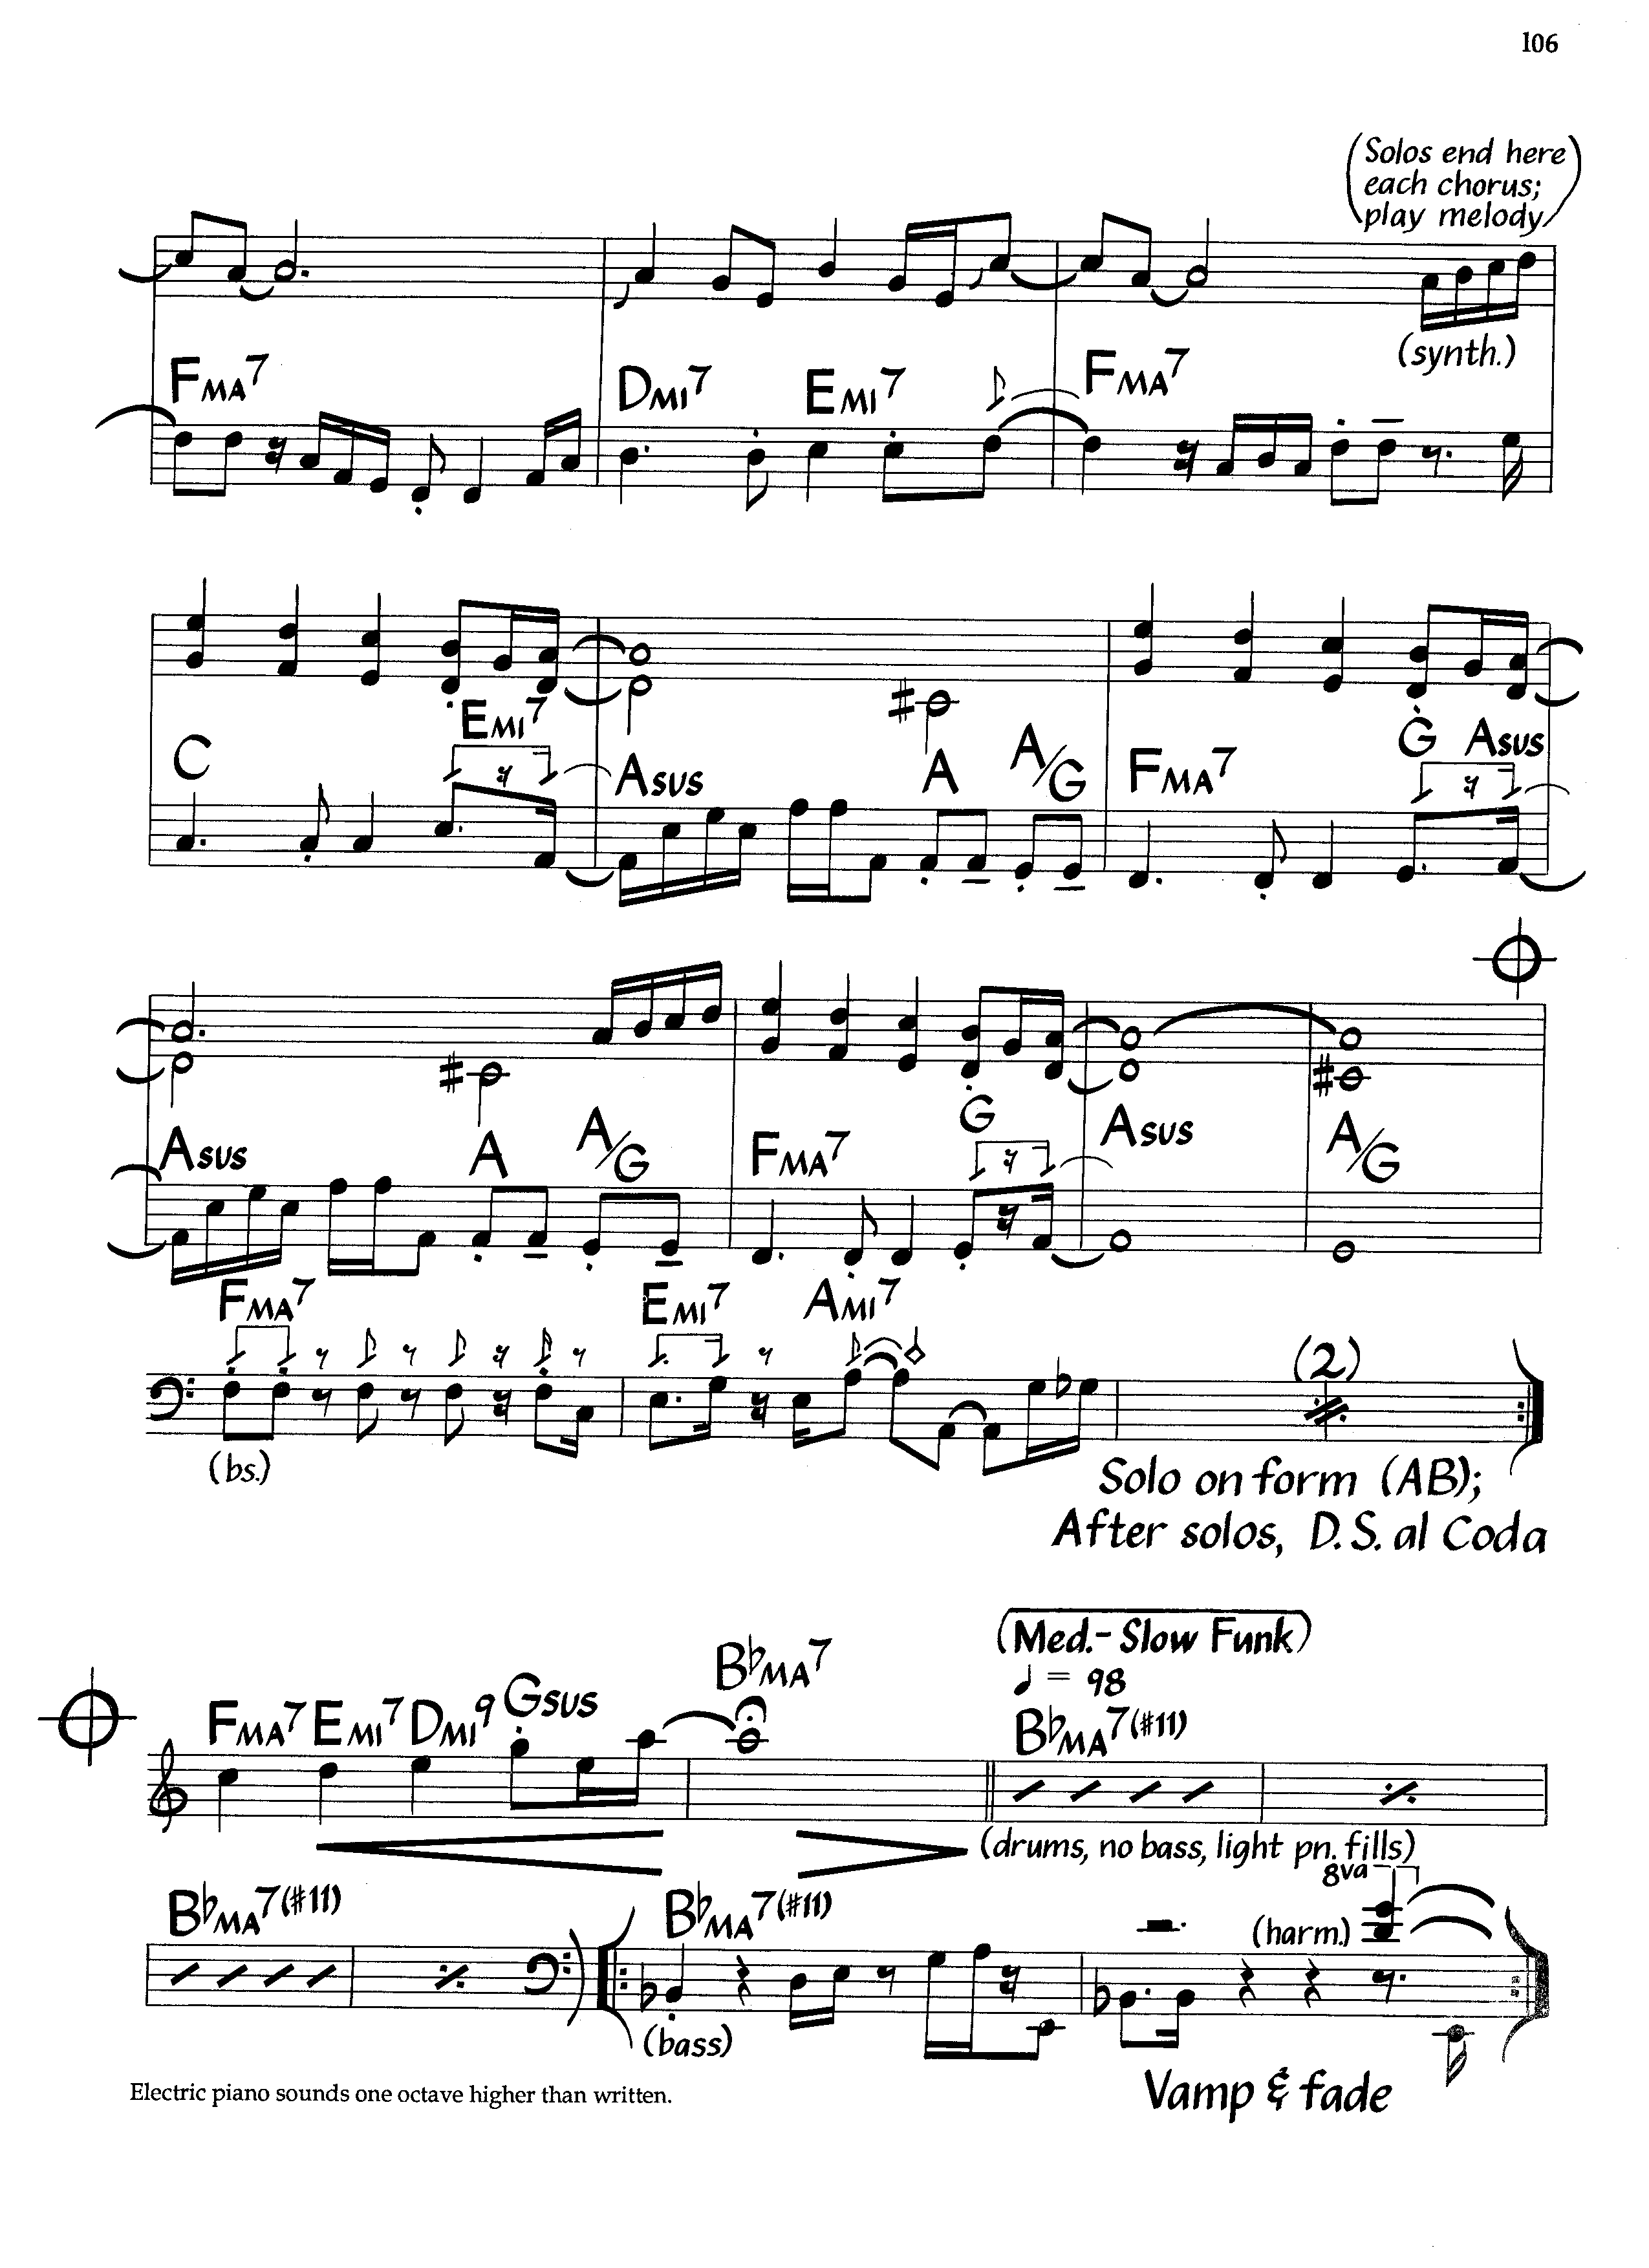 106
(Solos end here
each chorus;
play melody)
(synth.)
FMA7 DMI7 EMI7 FMA7
C EMI7 ASUS A A/G FMA7 G ASUS
ASUS A A/G FMA7 G ASUS A/G
FMA7 EMI7 AMI7
(2)
(bs.)
Solo on form (AB);
After solos, D.S. al Coda
(Med.-Slow Funk)
♩ = 98
FMA7 EMI7 DMI9 GSUS B♭MA7 B♭MA7(#11)
(drums, no bass, light pn. fills)
8va
B♭MA7(#11) B♭MA7(#11) (harm.)
(bass)
Vamp & fade
Electric piano sounds one octave higher than written.